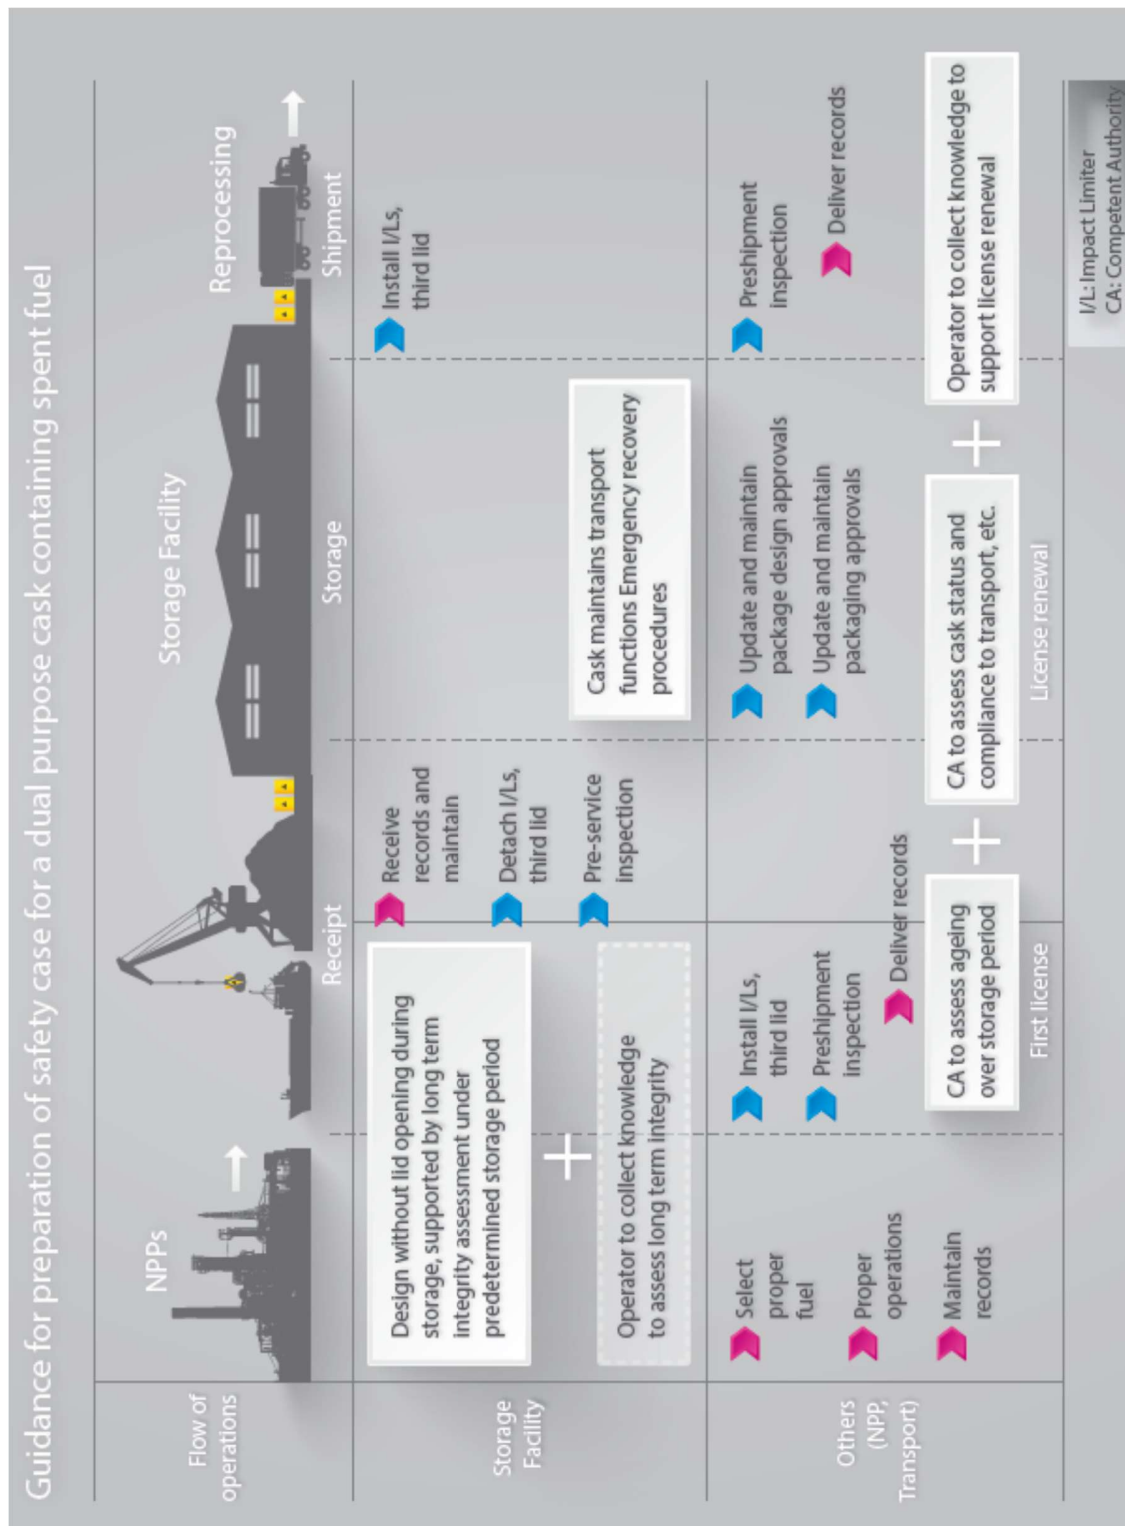 Guidance for preparation of safety case for a dual purpose cask containing spent fuel
Flow of
operations
NPPs
Storage Facility
Reprocessing
Receipt
Storage
Shipment
Storage
Facility
Design without lid opening during
storage, supported by long term
integrity assessment under
predetermined storage period
Operator to collect knowledge
to assess long term integrity
Receive
records and
maintain
Detach I/Ls,
third lid
Pre-service
inspection
Cask maintains transport
functions Emergency recovery
procedures
Install I/Ls,
third lid
Others
(NPP,
Transport)
Select
proper
fuel
Proper
operations
Maintain
records
Install I/Ls,
third lid
Preshipment
inspection
Deliver records
Update and maintain
package design approvals
Update and maintain
packaging approvals
Preshipment
inspection
Deliver records
CA to assess ageing
over storage period
CA to assess cask status and
compliance to transport, etc.
Operator to collect knowledge to
support license renewal
First license
License renewal
I/L: Impact Limiter
CA: Competent Authority